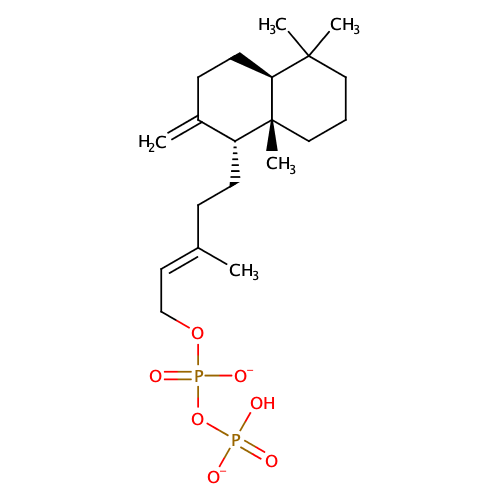 H₃C CH₃
H₂C CH₃
CH₃
O
O P O⁻
O OH
P
O⁻ O